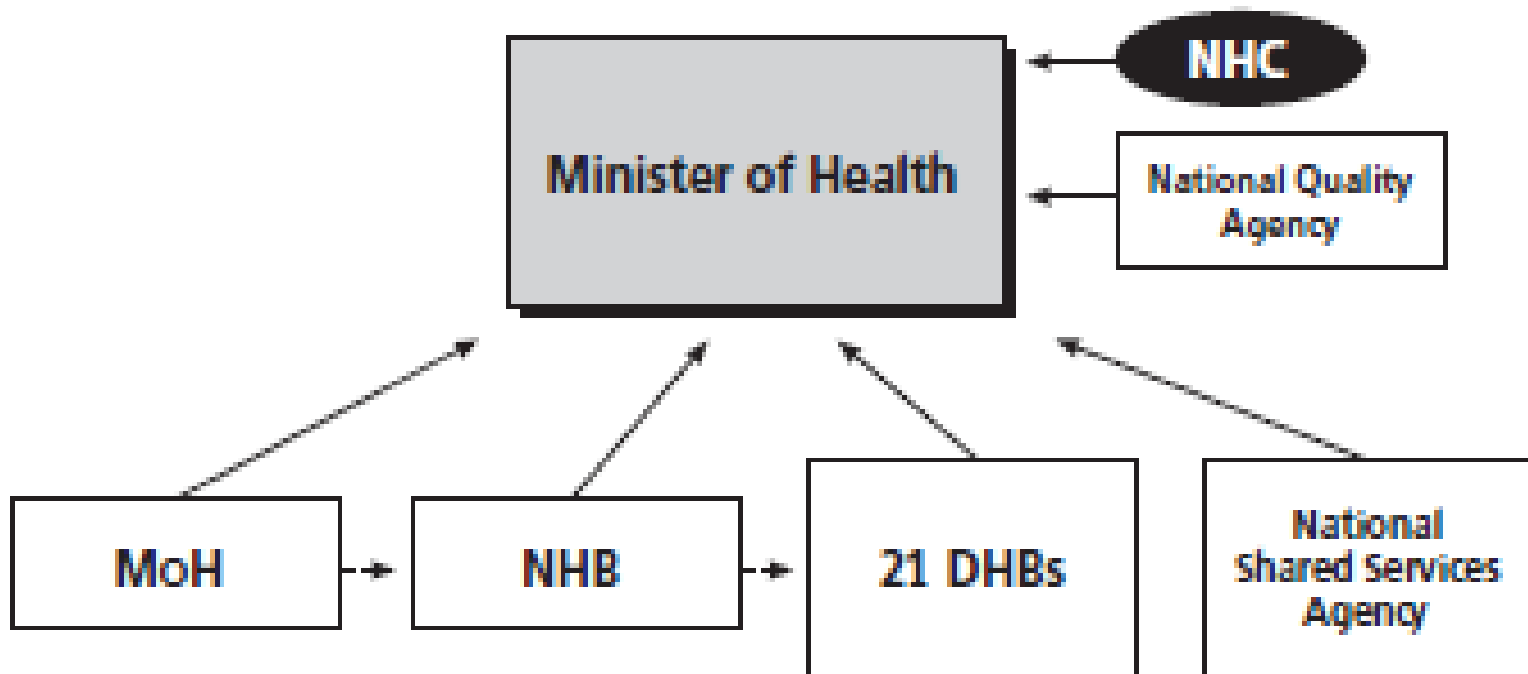 NHC
Minister of Health
National Quality
Agency
MoH
NHB
21 DHBs
National
Shared Services
Agency